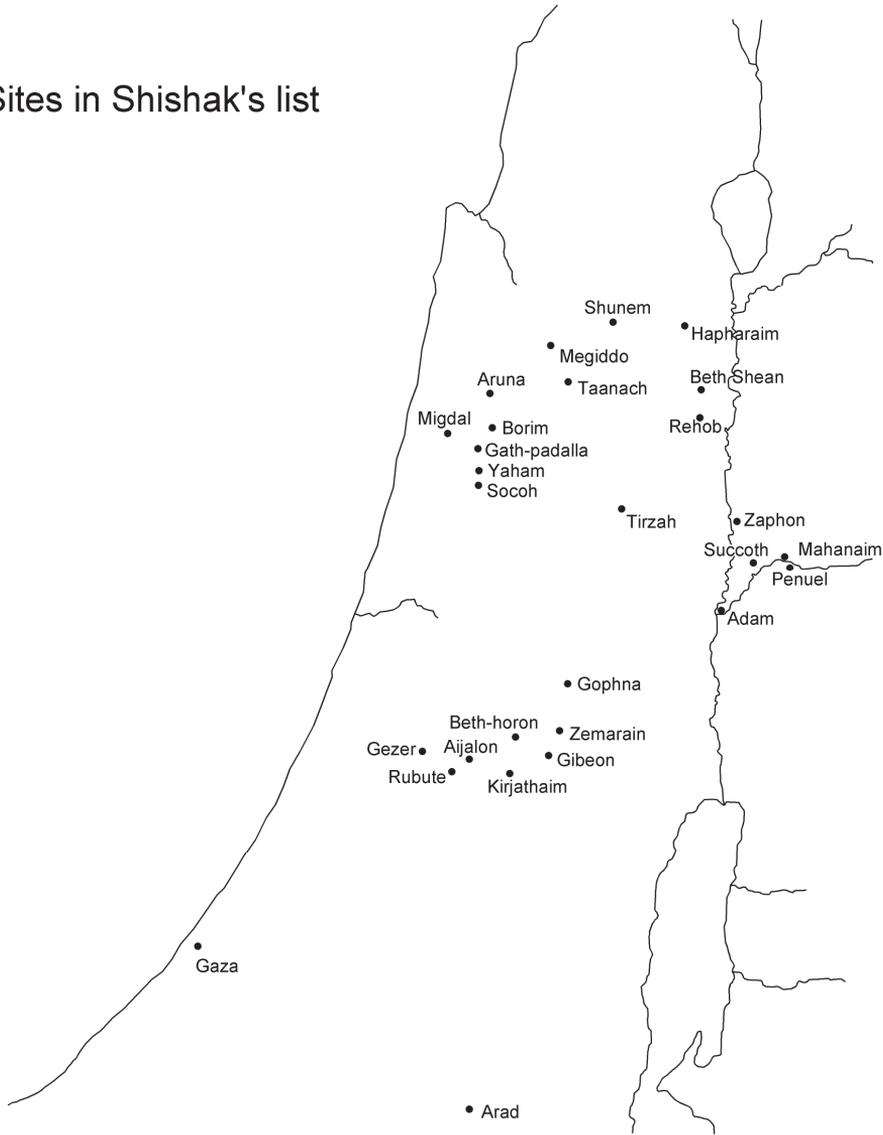 Sites in Shishak's list
Shunem
Hapharaim
Megiddo
Aruna
Taanach
Beth Shean
Migdal
Borim
Rehob
Gath-padalla
Yaham
Socoh
Tirzah
Zaphon
Succoth
Mahanaim
Penuel
Adam
Gophna
Beth-horon
Zemarain
Gezer
Aijalon
Gibeon
Rubute
Kirjathaim
Gaza
Arad